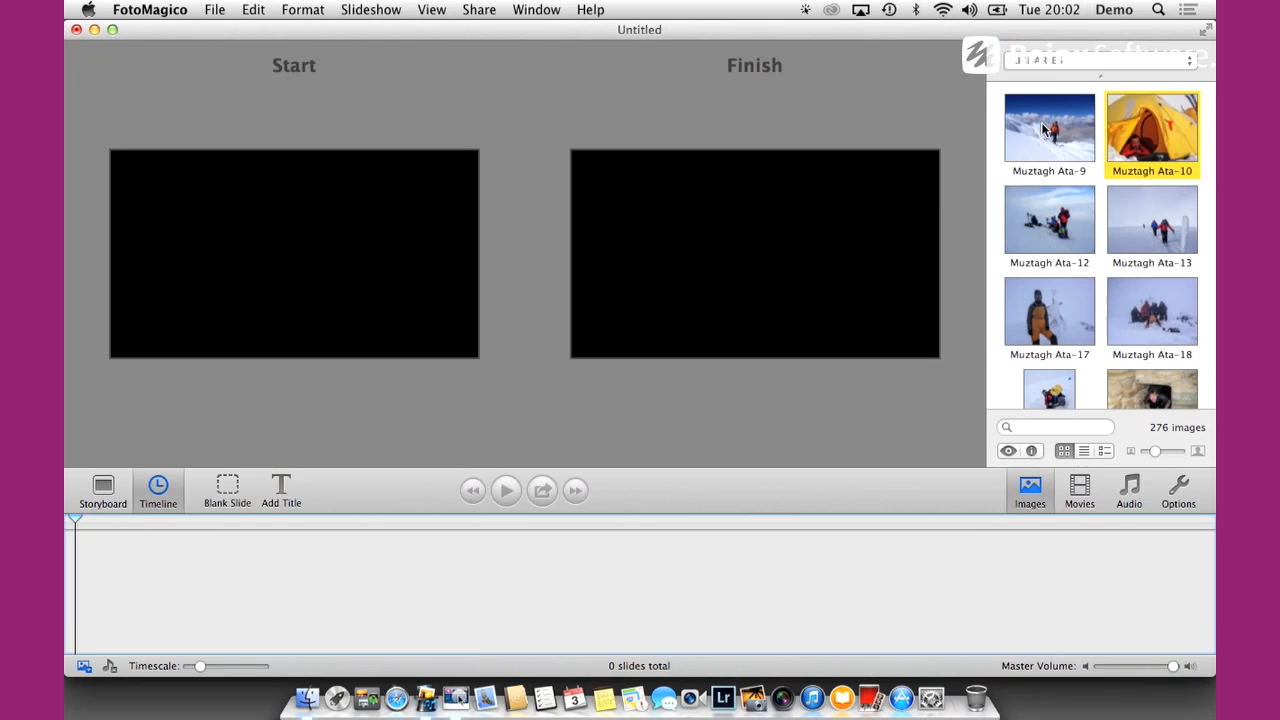 FotoMagico File Edit Format Slideshow View Share Window Help Tue 20:02 Demo
Untitled
Start Finish
Muztagh Ata-9 Muztagh Ata-10
Muztagh Ata-12 Muztagh Ata-13
Muztagh Ata-17 Muztagh Ata-18
276 images
Storyboard Timeline Blank Slide Add Title Images Movies Audio Options
Timescale: 0 slides total Master Volume: